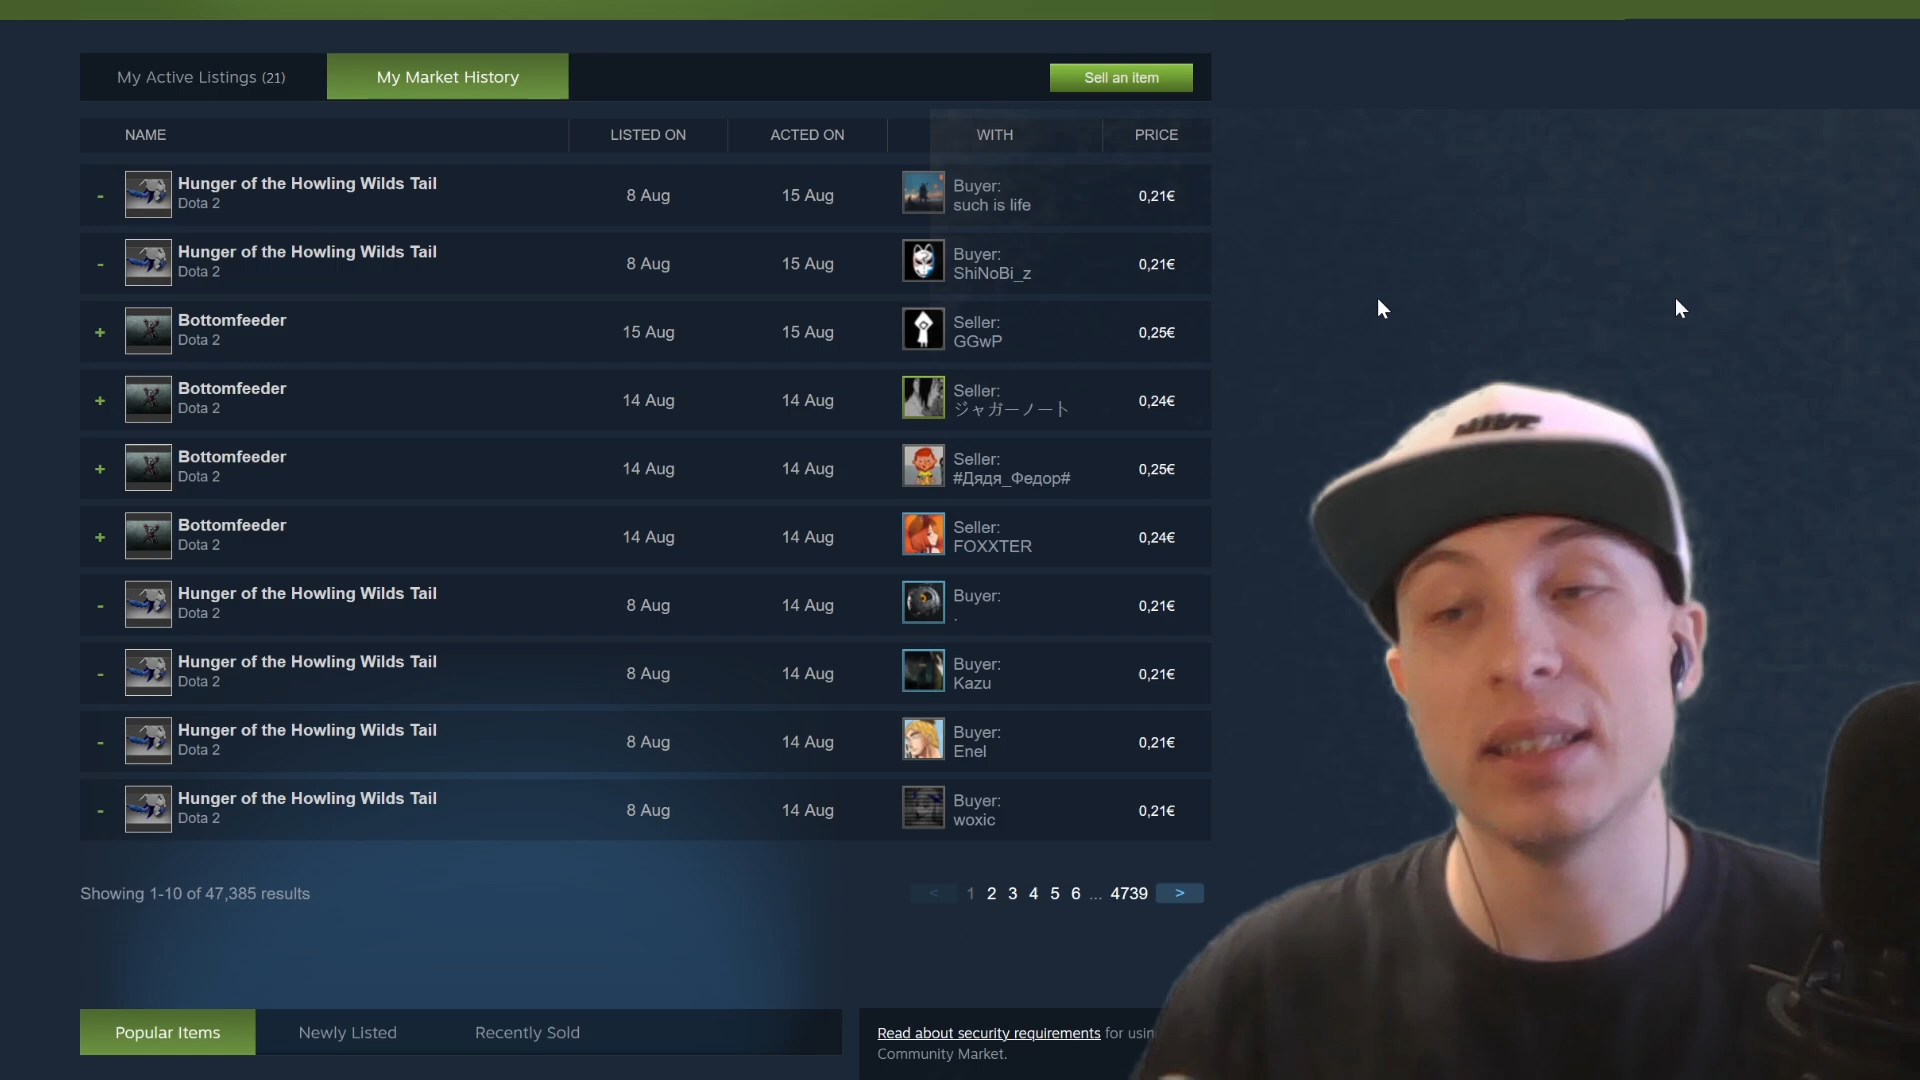 My Active Listings (21)
My Market History
Sell an item
NAME
LISTED ON
ACTED ON
WITH
PRICE
-
Hunger of the Howling Wilds Tail
Dota 2
8 Aug
15 Aug
Buyer:
such is life
0,21€
-
Hunger of the Howling Wilds Tail
Dota 2
8 Aug
15 Aug
Buyer:
ShiNoBi_z
0,21€
+
Bottomfeeder
Dota 2
15 Aug
15 Aug
Seller:
GGwP
0,25€
+
Bottomfeeder
Dota 2
14 Aug
14 Aug
Seller:
ジャガーノート
0,24€
+
Bottomfeeder
Dota 2
14 Aug
14 Aug
Seller:
#Дядя_Федор#
0,25€
+
Bottomfeeder
Dota 2
14 Aug
14 Aug
Seller:
FOXXTER
0,24€
-
Hunger of the Howling Wilds Tail
Dota 2
8 Aug
14 Aug
Buyer:
.
0,21€
-
Hunger of the Howling Wilds Tail
Dota 2
8 Aug
14 Aug
Buyer:
Kazu
0,21€
-
Hunger of the Howling Wilds Tail
Dota 2
8 Aug
14 Aug
Buyer:
Enel
0,21€
-
Hunger of the Howling Wilds Tail
Dota 2
8 Aug
14 Aug
Buyer:
woxic
0,21€
Showing 1-10 of 47,385 results
< 1 2 3 4 5 6 ... 4739 >
Popular Items
Newly Listed
Recently Sold
Read about security requirements for
Community Market.